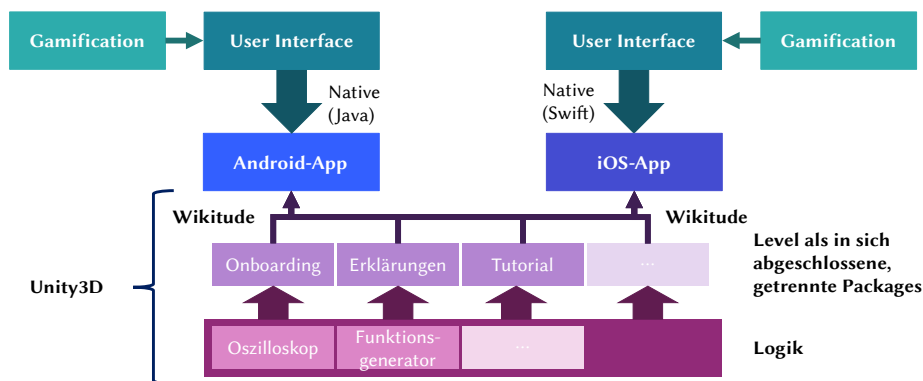 Gamification
User Interface
User Interface
Gamification
Native
(Java)
Native
(Swift)
Android-App
iOS-App
Wikitude
Wikitude
Onboarding
Erklärungen
Tutorial
...
Level als in sich
abgeschlossene,
getrennte Packages
Unity3D
Oszilloskop
Funktions-
generator
...
Logik